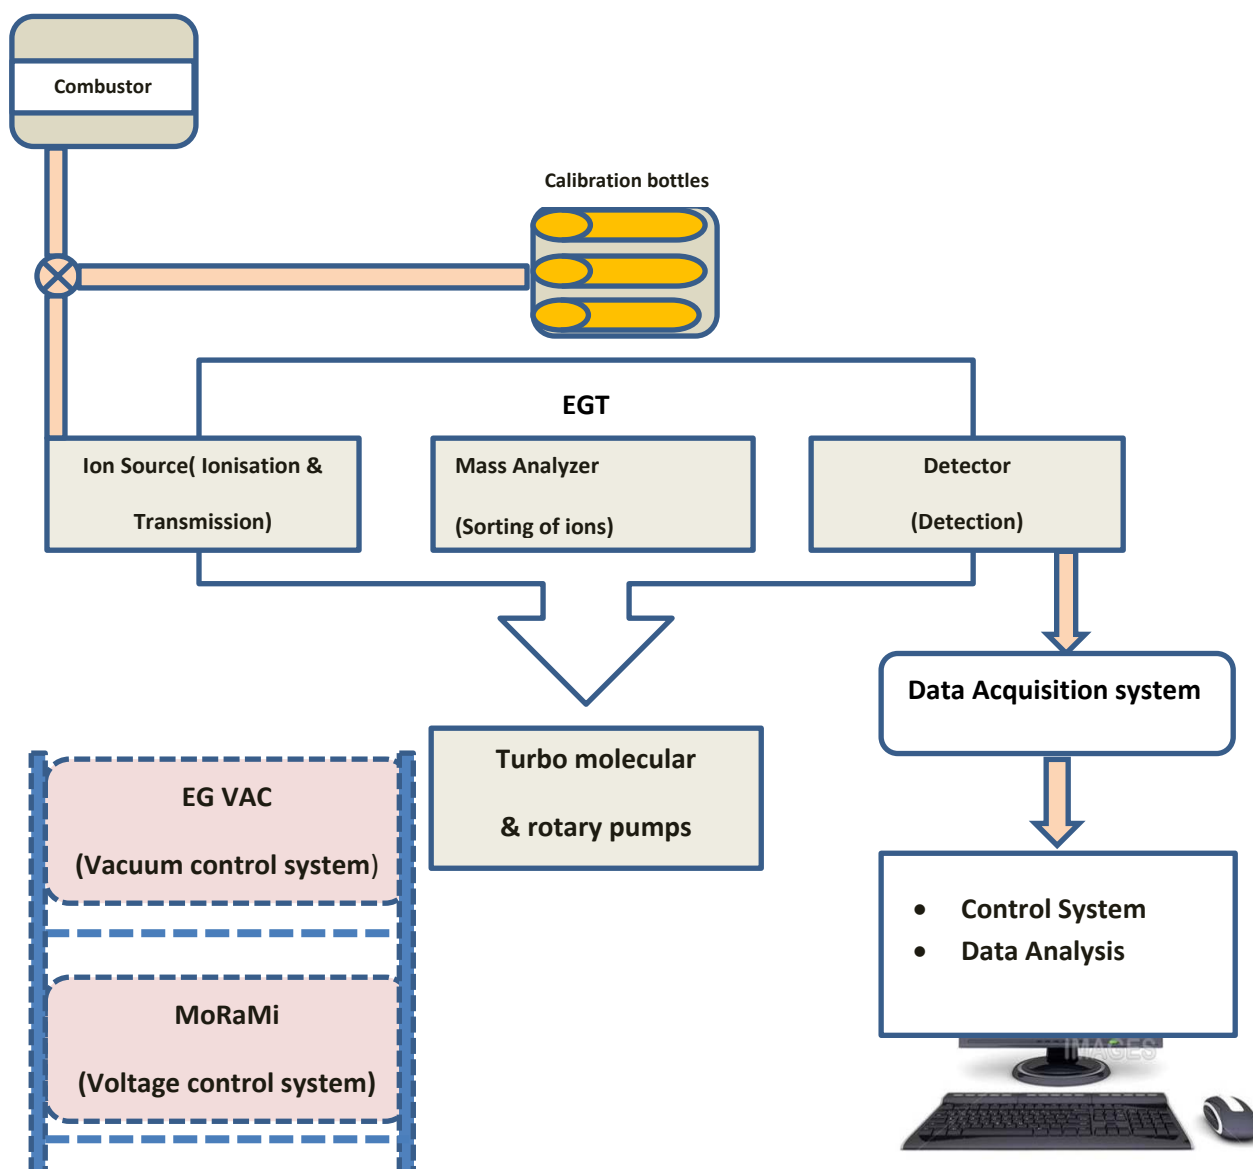 Combustor
Calibration bottles
EGT
Ion Source( Ionisation &
Transmission)
Mass Analyzer
(Sorting of ions)
Detector
(Detection)
Data Acquisition system
Turbo molecular
& rotary pumps
EG VAC
(Vacuum control system)
• Control System
• Data Analysis
MoRaMi
(Voltage control system)
IMAGES